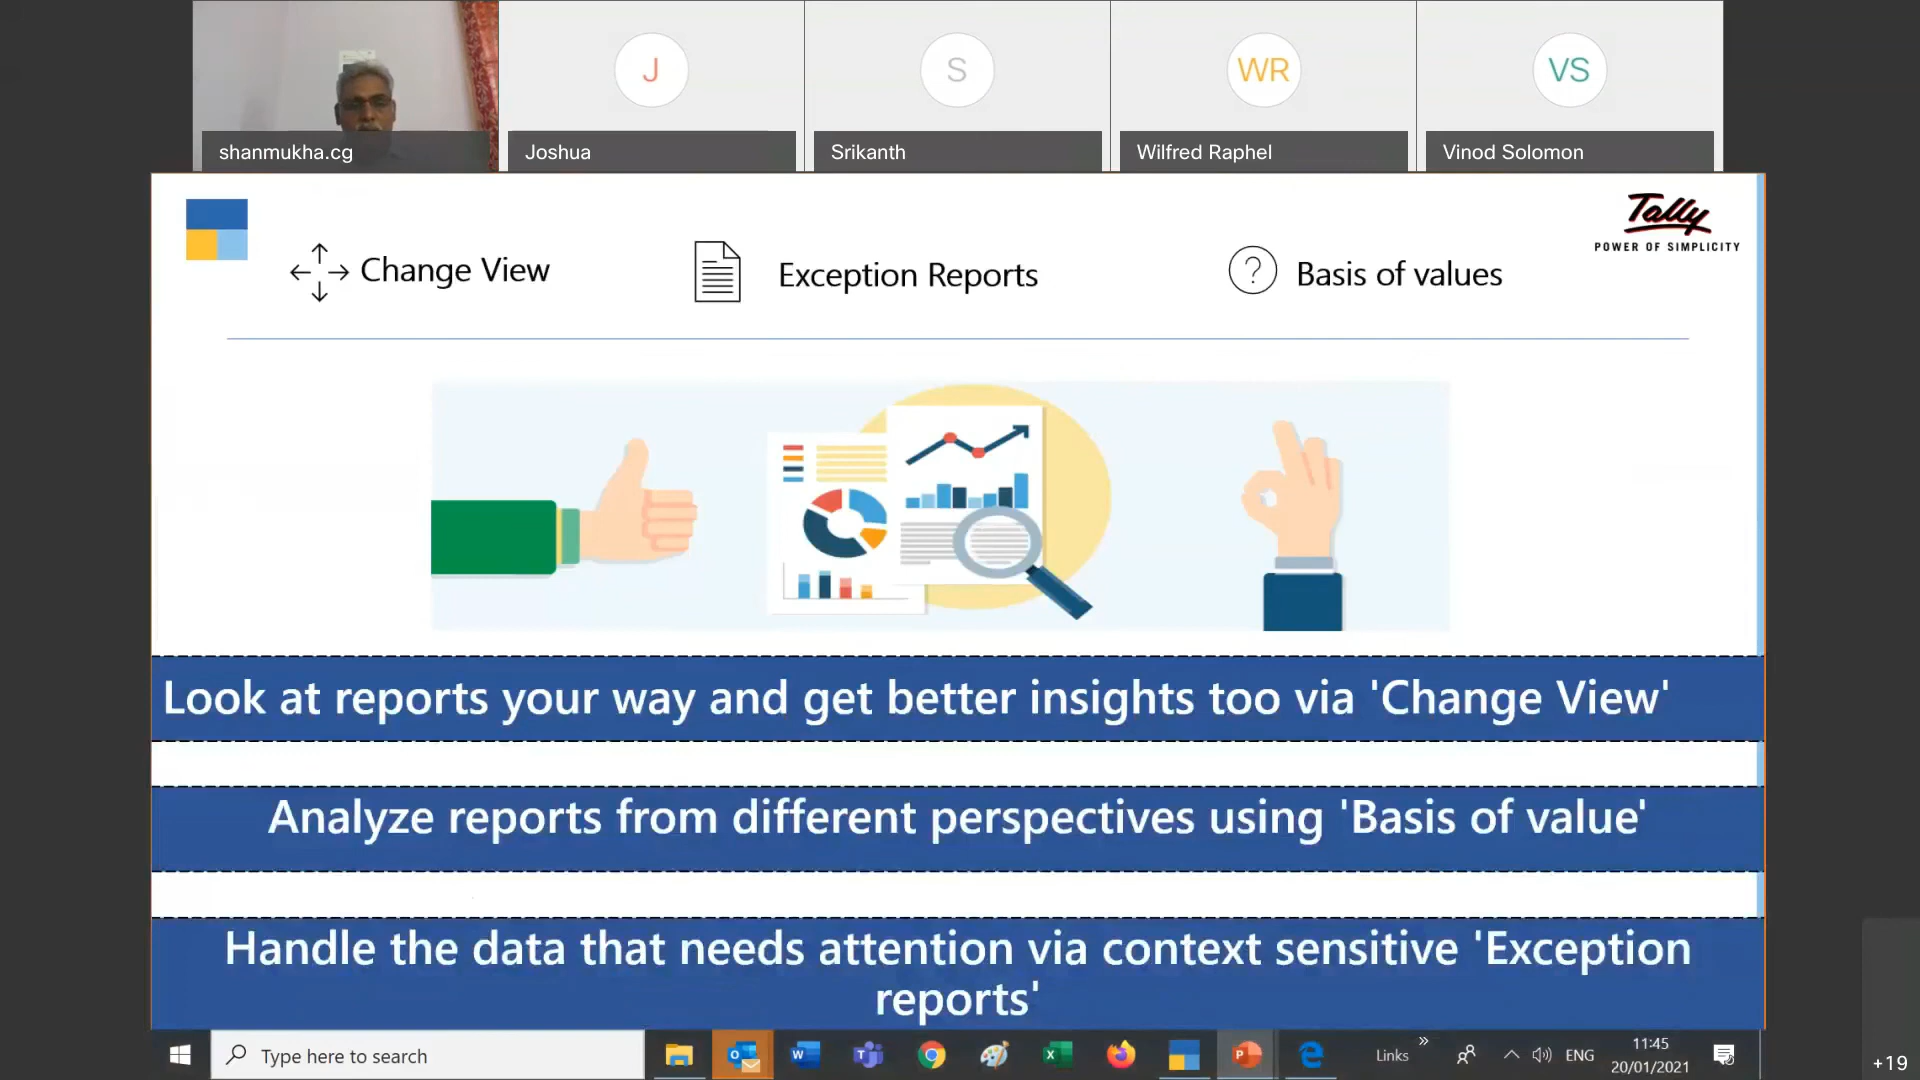 J
S
WR
VS
shanmukha.cg
Joshua
Srikanth
Wilfred Raphel
Vinod Solomon
Tally
POWER OF SIMPLICITY
Change View
Exception Reports
? Basis of values
Look at reports your way and get better insights too via 'Change View'
Analyze reports from different perspectives using 'Basis of value'
Handle the data that needs attention via context sensitive 'Exception
reports'
Type here to search
Links
»
ENG
11:45
20/01/2021
+19